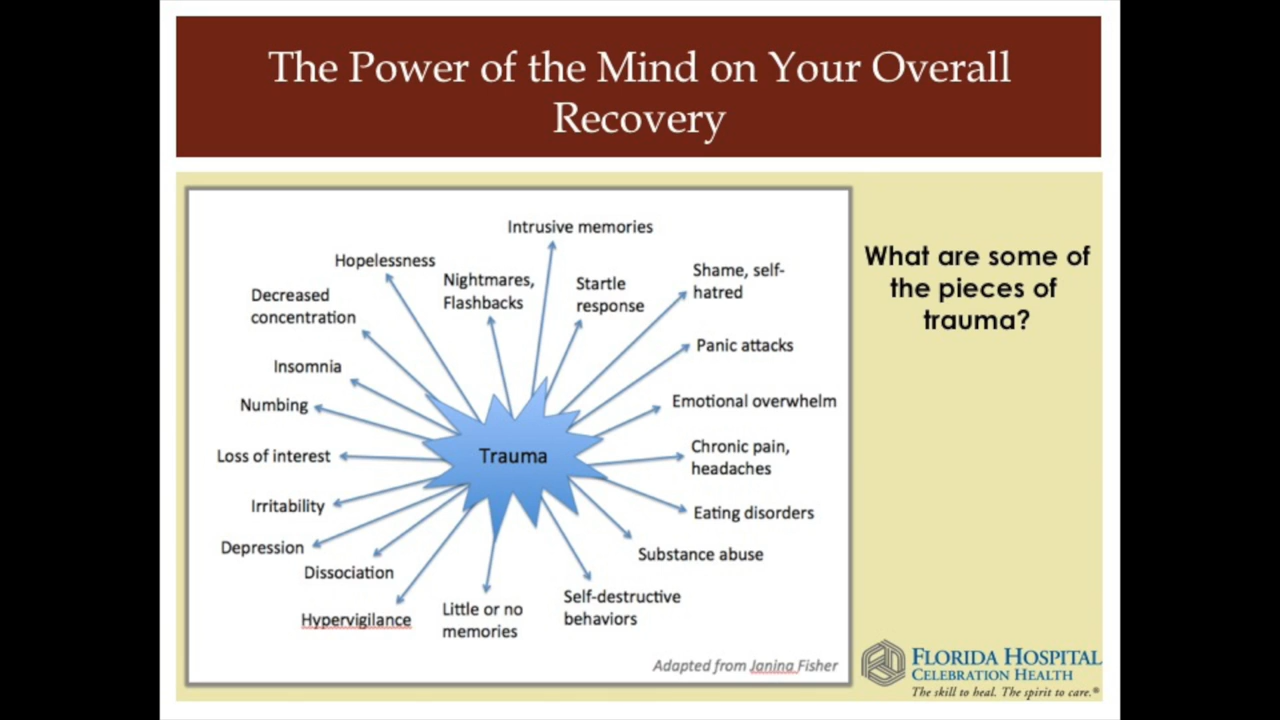 The Power of the Mind on Your Overall
Recovery
Intrusive memories
Hopelessness
Nightmares,
Flashbacks
Startle
response
Shame, self-
hatred
Decreased
concentration
Panic attacks
Insomnia
Numbing
Emotional overwhelm
Loss of interest
Trauma
Chronic pain,
headaches
Irritability
Eating disorders
Depression
Substance abuse
Dissociation
Hypervigilance
Little or no
memories
Self-destructive
behaviors
Adapted from Janina Fisher
What are some of
the pieces of
trauma?
FLORIDA HOSPITAL
CELEBRATION HEALTH
The skill to heal. The spirit to care.®